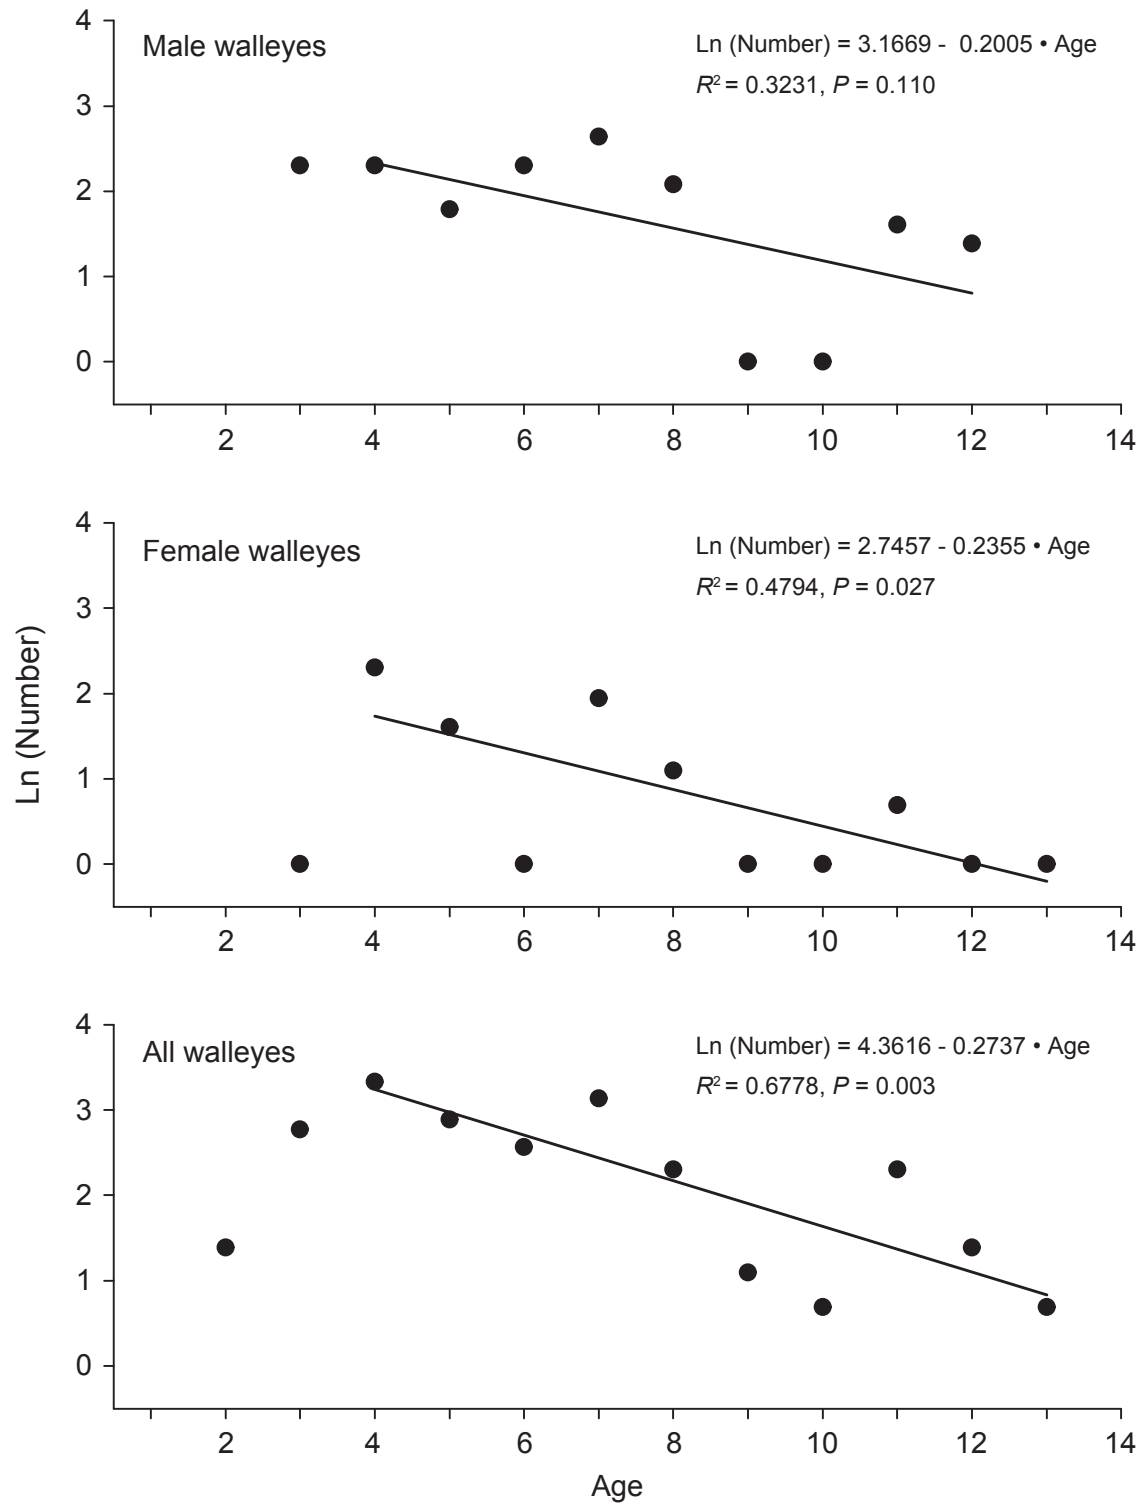 4
Male walleyes
Ln (Number) = 3.1669 -  0.2005 • Age
R² = 0.3231, P = 0.110
3
2
1
0
2 4 6 8 10 12 14
4
Female walleyes
Ln (Number) = 2.7457 - 0.2355 • Age
R² = 0.4794, P = 0.027
3
2
1
0
2 4 6 8 10 12 14
Ln (Number)
4
All walleyes
Ln (Number) = 4.3616 - 0.2737 • Age
R² = 0.6778, P = 0.003
3
2
1
0
2 4 6 8 10 12 14
Age